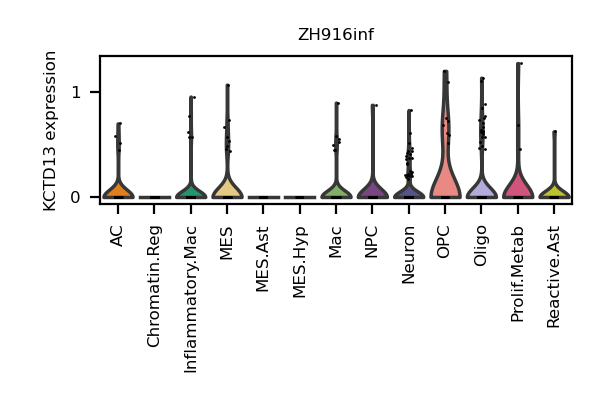 ZH916inf
KCTD13 expression
1
0
AC
Chromatin.Reg
Inflammatory.Mac
MES
MES.Ast
MES.Hyp
Mac
NPC
Neuron
OPC
Oligo
Prolif.Metab
Reactive.Ast